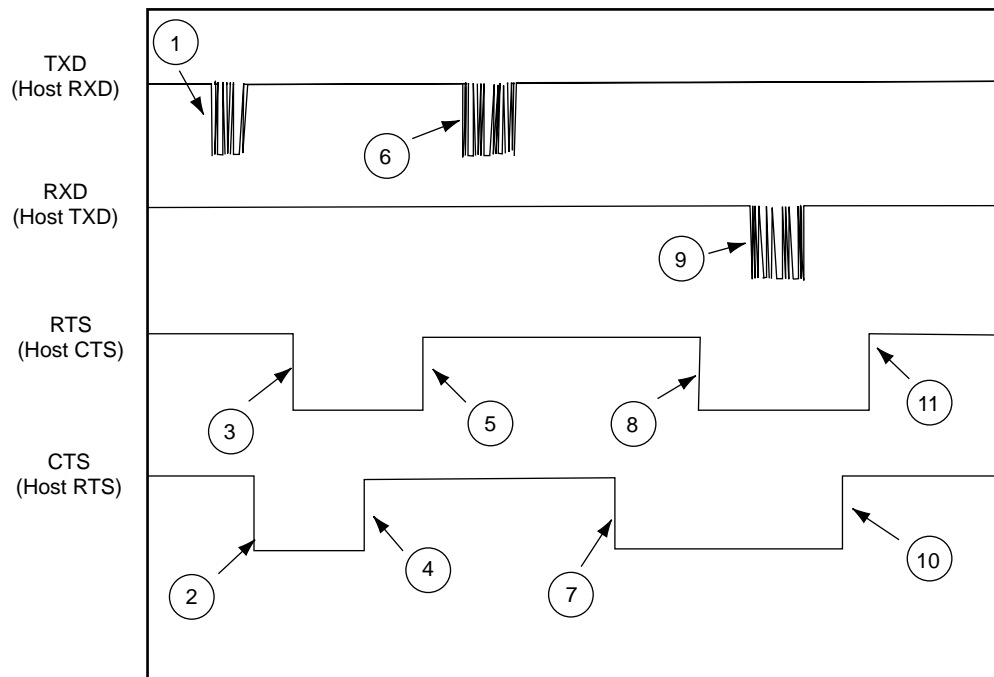 1
TXD
(Host RXD)
6
RXD
(Host TXD)
9
RTS
(Host CTS)
3
5
8
11
CTS
(Host RTS)
2
4
7
10